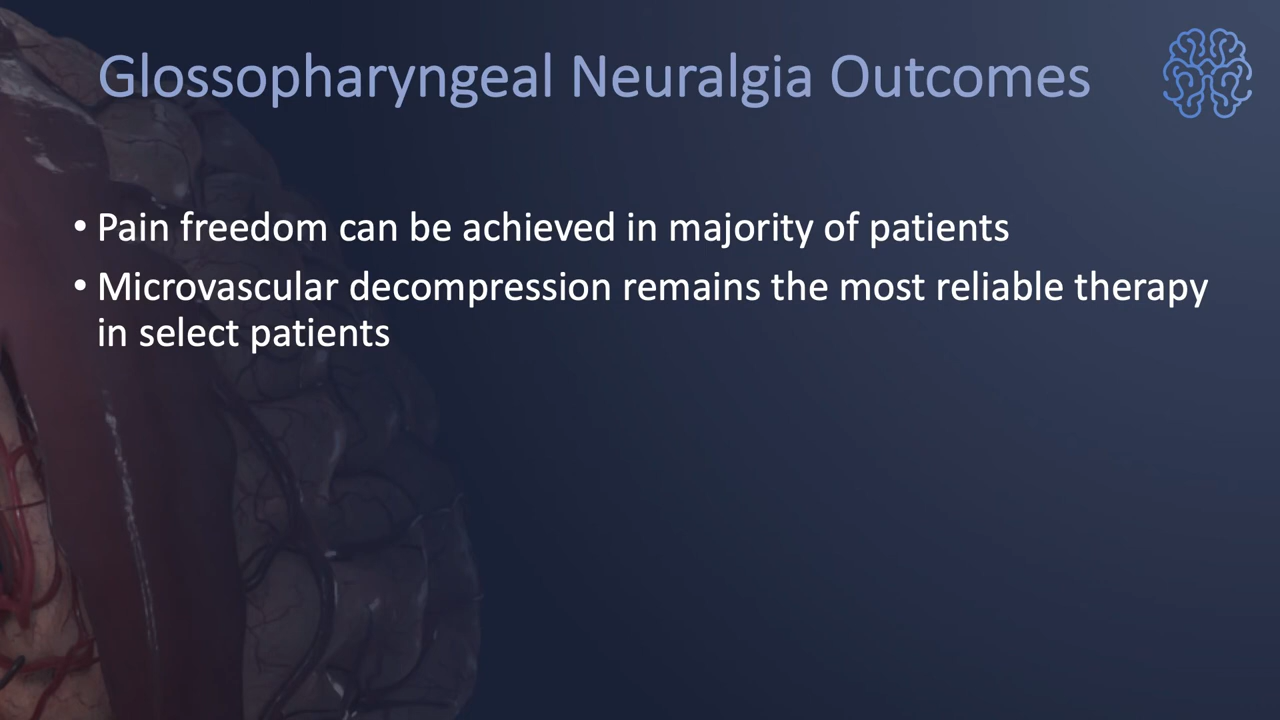 Glossopharyngeal Neuralgia Outcomes
• Pain freedom can be achieved in majority of patients
• Microvascular decompression remains the most reliable therapy
in select patients